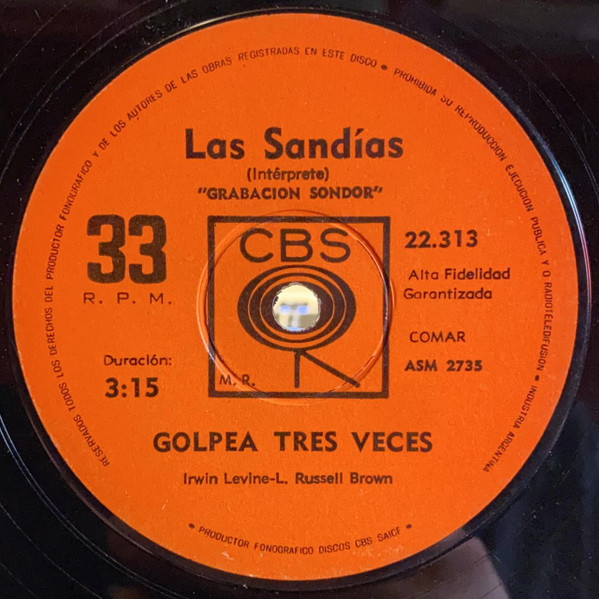 RESERVADOS TODOS LOS DERECHOS DEL PRODUCTOR FONOGRAFICO Y DE LOS AUTORES DE LAS OBRAS REGISTRADAS EN ESTE DISCO • PROHIBIDA SU REPRODUCCION EJECUCION PUBLICA Y O RADIOTELEDIFUSION • INDUSTRIA ARGENTINA
Las Sandías
(Intérprete)
"GRABACION SONDOR"
33
R. P. M.
CBS
22.313
Alta Fidelidad
Garantizada
COMAR
ASM 2735
Duración:
3:15
M. R.
GOLPEA TRES VECES
Irwin Levine-L. Russell Brown
• PRODUCTOR FONOGRAFICO DISCOS CBS SAICF •